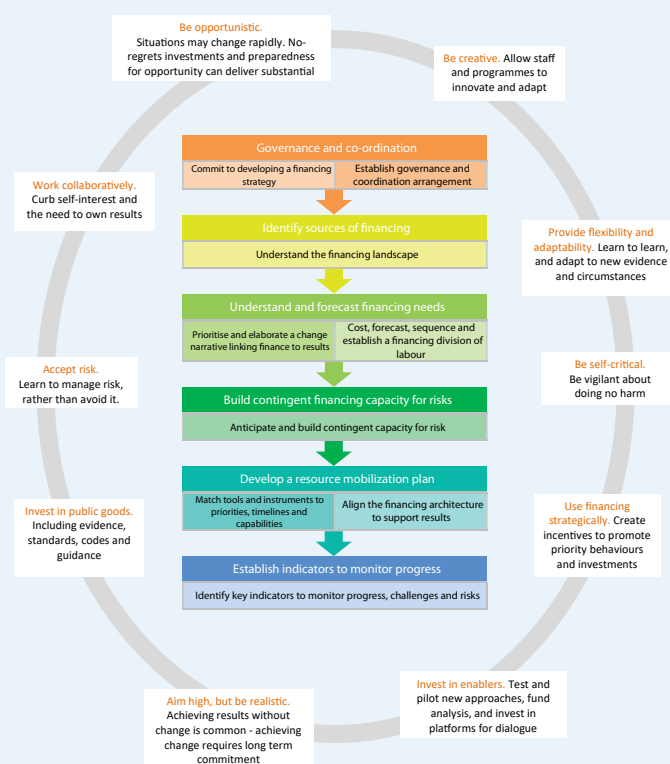 Be opportunistic.
Situations may change rapidly. No-
regrets investments and preparedness
for opportunity can deliver substantial
Be creative. Allow staff
and programmes to
innovate and adapt
Governance and co-ordination
Commit to developing a financing
strategy
Establish governance and
coordination arrangement
Work collaboratively.
Curb self-interest and
the need to own results
Identify sources of financing
Understand the financing landscape
Provide flexibility and
adaptability. Learn to learn,
and adapt to new evidence
and circumstances
Understand and forecast financing needs
Prioritise and elaborate a change
narrative linking finance to results
Cost, forecast, sequence and
establish a financing division of
labour
Accept risk.
Learn to manage risk,
rather than avoid it.
Be self-critical.
Be vigilant about
doing no harm
Build contingent financing capacity for risks
Anticipate and build contingent capacity for risk
Develop a resource mobilization plan
Match tools and instruments to
priorities, timelines and
capabilities
Align the financing architecture
to support results
Invest in public goods.
Including evidence,
standards, codes and
guidance
Use financing
strategically. Create
incentives to promote
priority behaviours
and investments
Establish indicators to monitor progress
Identify key indicators to monitor progress, challenges and risks
Aim high, but be realistic.
Achieving results without
change is common - achieving
change requires long term
commitment
Invest in enablers. Test and
pilot new approaches, fund
analysis, and invest in
platforms for dialogue